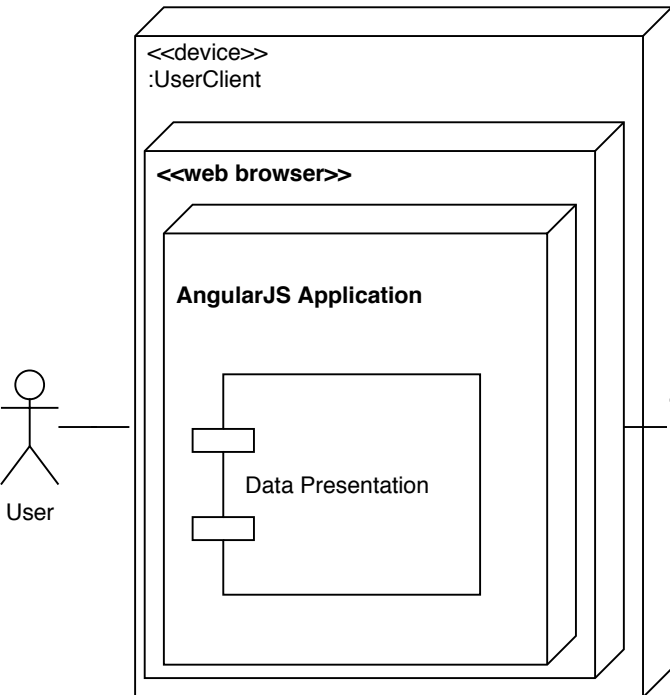 <<device>>
:UserClient
<<web browser>>
AngularJS Application
Data Presentation
User